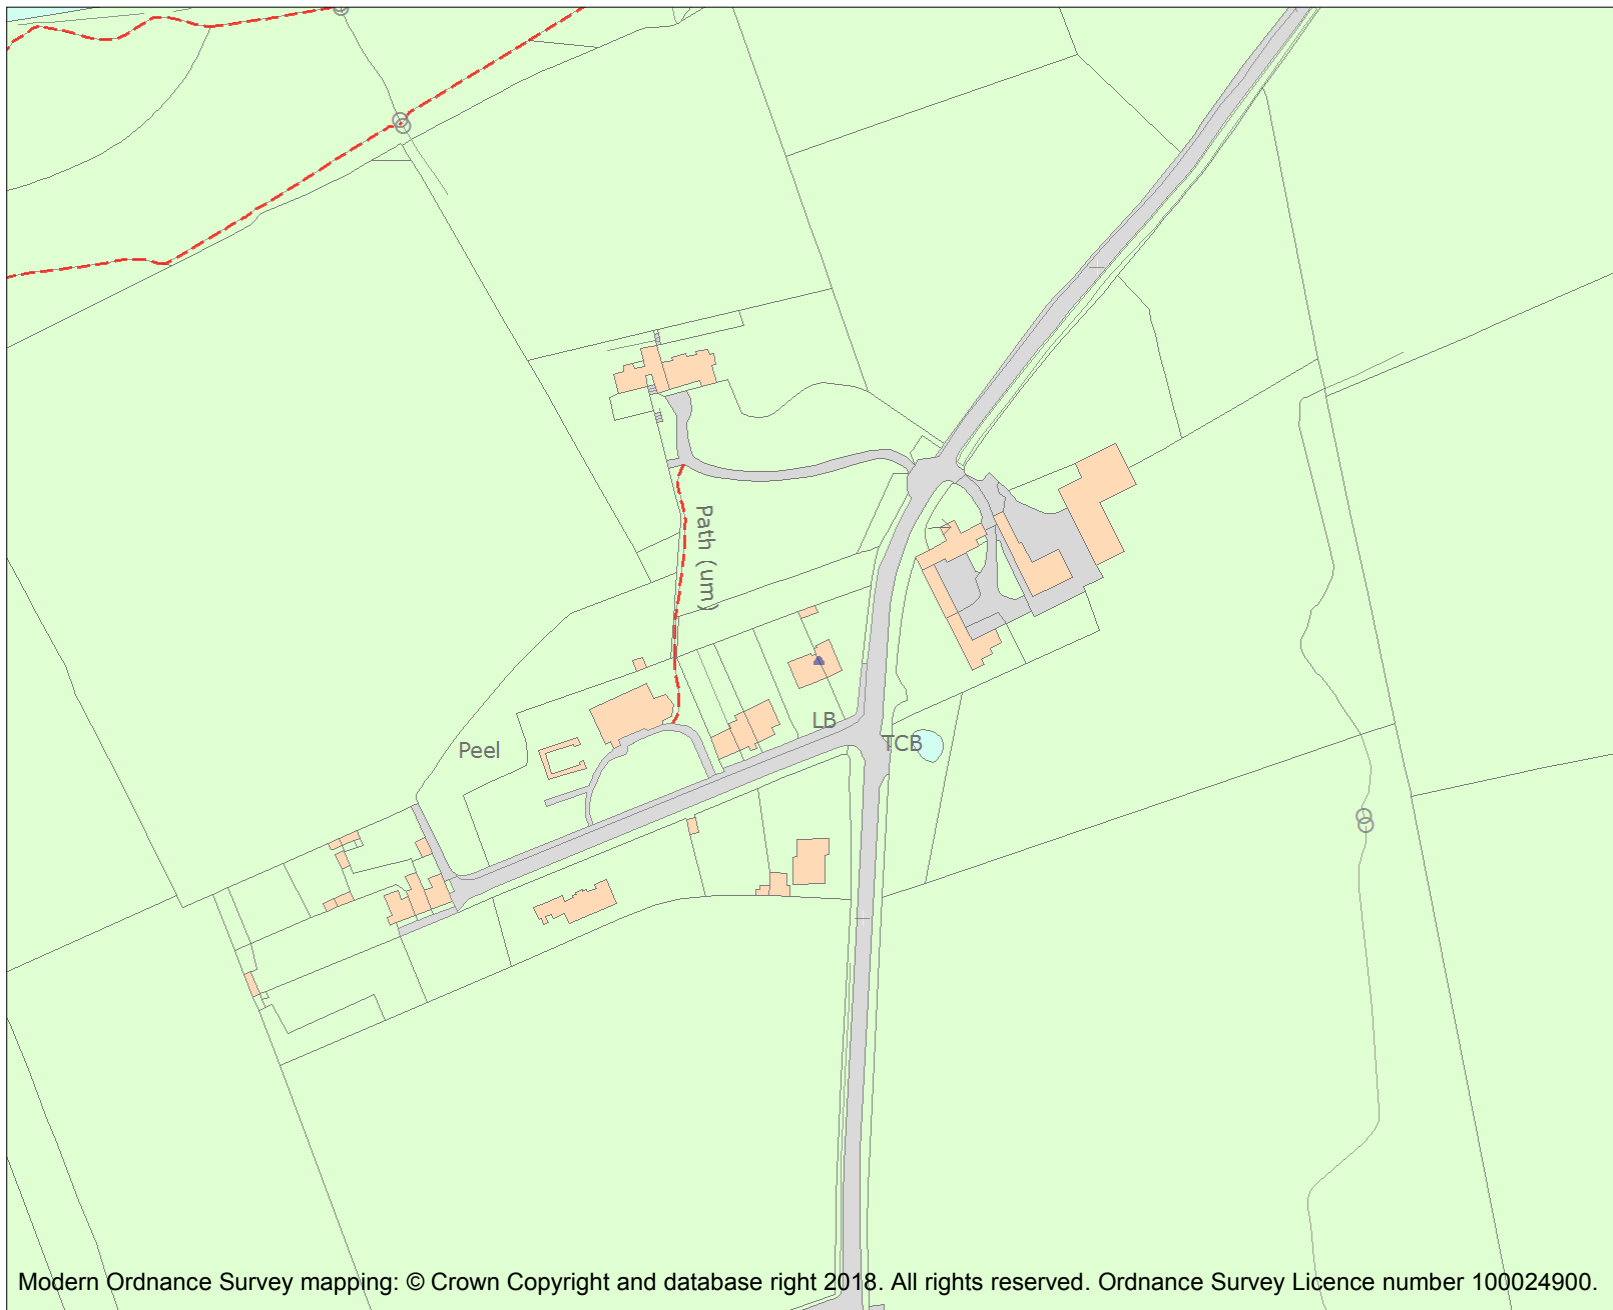 Path (um)
LB
TCB
Peel
Modern Ordnance Survey mapping: © Crown Copyright and database right 2018. All rights reserved. Ordnance Survey Licence number 100024900.